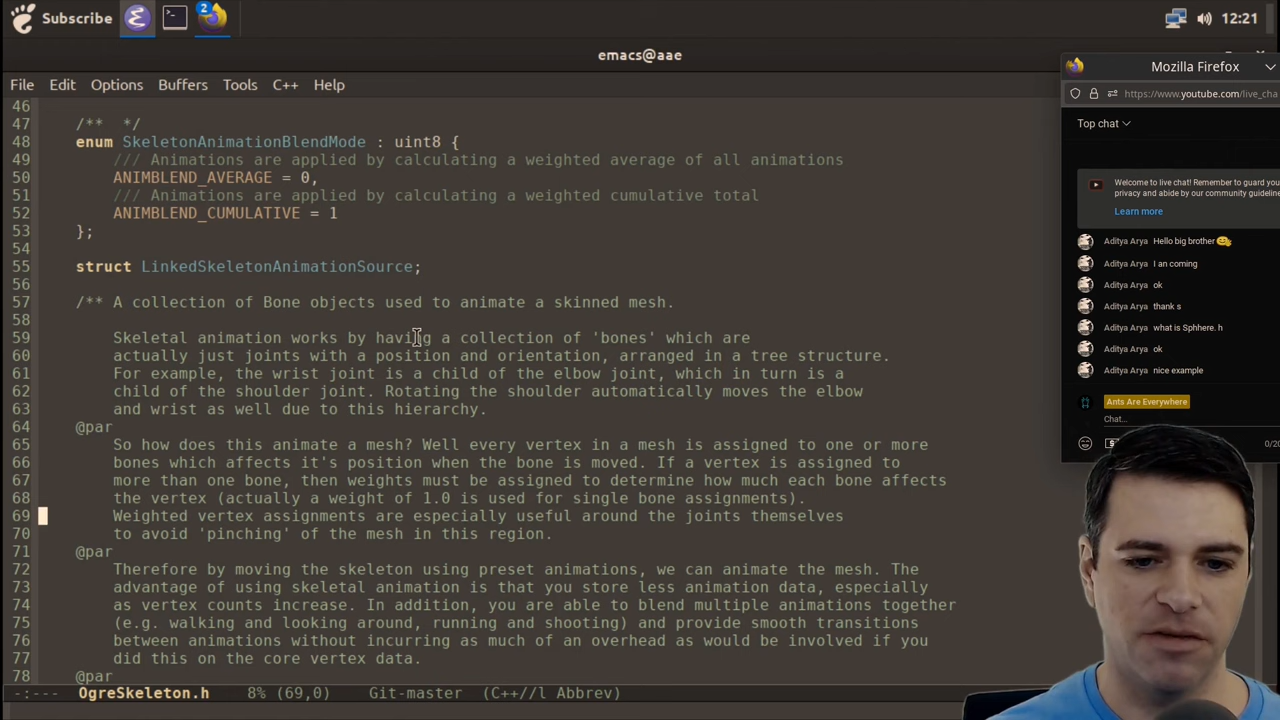 Subscribe
2
12:21
emacs@aae
File Edit Options Buffers Tools C++ Help
46
47 /** */
48 enum SkeletonAnimationBlendMode : uint8 {
49 /// Animations are applied by calculating a weighted average of all animations
50 ANIMBLEND_AVERAGE = 0,
51 /// Animations are applied by calculating a weighted cumulative total
52 ANIMBLEND_CUMULATIVE = 1
53 };
54
55 struct LinkedSkeletonAnimationSource;
56
57 /** A collection of Bone objects used to animate a skinned mesh.
58
59 Skeletal animation works by having a collection of 'bones' which are
60 actually just joints with a position and orientation, arranged in a tree structure.
61 For example, the wrist joint is a child of the elbow joint, which in turn is a
62 child of the shoulder joint. Rotating the shoulder automatically moves the elbow
63 and wrist as well due to this hierarchy.
64 @par
65 So how does this animate a mesh? Well every vertex in a mesh is assigned to one or more
66 bones which affects it's position when the bone is moved. If a vertex is assigned to
67 more than one bone, then weights must be assigned to determine how much each bone affects
68 the vertex (actually a weight of 1.0 is used for single bone assignments).
69 Weighted vertex assignments are especially useful around the joints themselves
70 to avoid 'pinching' of the mesh in this region.
71 @par
72 Therefore by moving the skeleton using preset animations, we can animate the mesh. The
73 advantage of using skeletal animation is that you store less animation data, especially
74 as vertex counts increase. In addition, you are able to blend multiple animations together
75 (e.g. walking and looking around, running and shooting) and provide smooth transitions
76 between animations without incurring as much of an overhead as would be involved if you
77 did this on the core vertex data.
78 @par
-:--- OgreSkeleton.h 8% (69,0) Git-master (C++//l Abbrev)
Mozilla Firefox
https://www.youtube.com/live_cha
Top chat
Welcome to live chat! Remember to guard you
privacy and abide by our community guideline
Learn more
Aditya Arya Hello big brother
Aditya Arya I an coming
Aditya Arya ok
Aditya Arya thank s
Aditya Arya what is Sphhere. h
Aditya Arya ok
Aditya Arya nice example
Ants Are Everywhere
Chat...
0/20